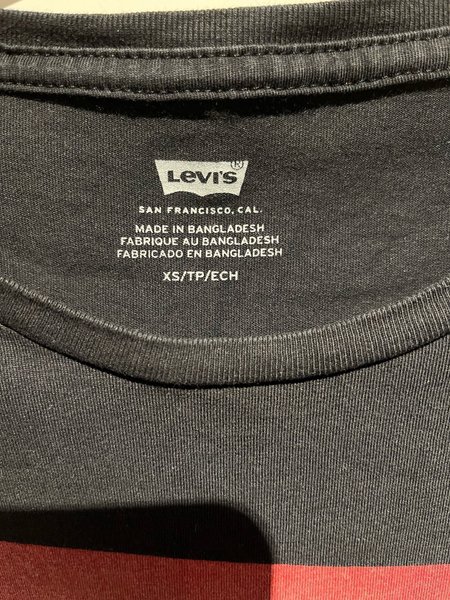 Levi's®
SAN FRANCISCO, CAL.
MADE IN BANGLADESH
FABRIQUE AU BANGLADESH
FABRICADO EN BANGLADESH
XS/TP/ECH